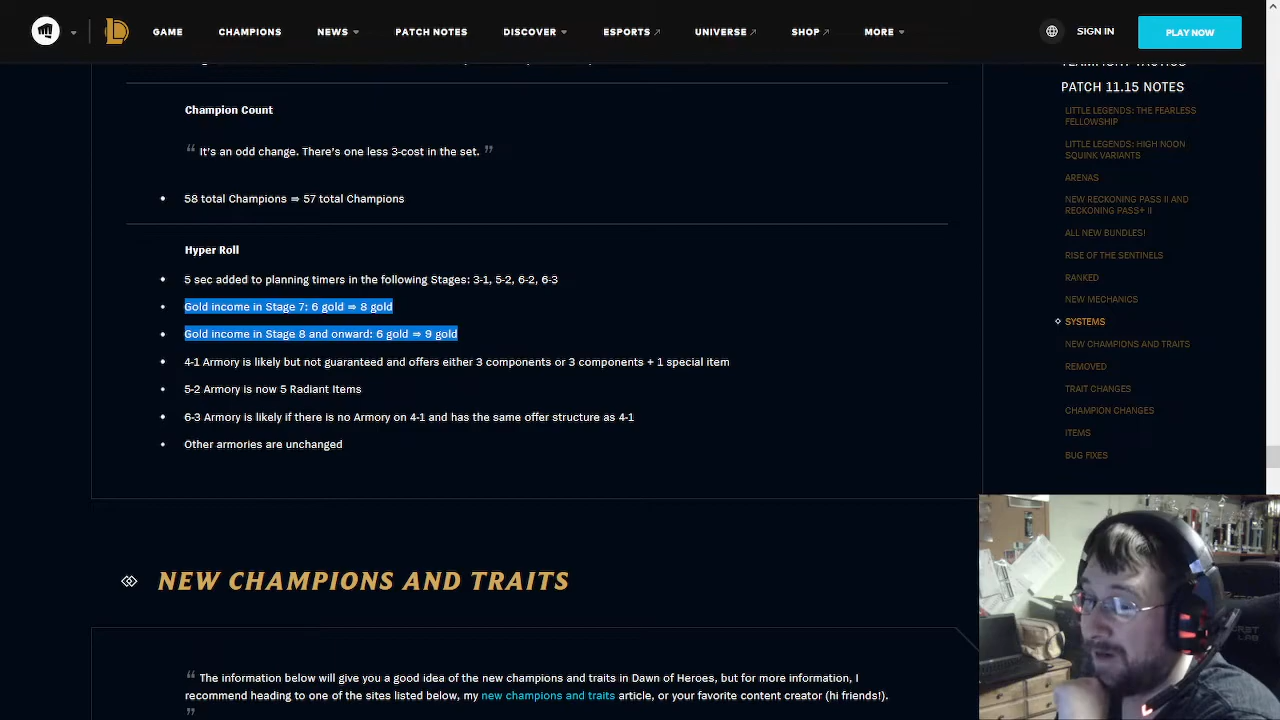 GAME CHAMPIONS NEWS PATCH NOTES DISCOVER ESPORTS UNIVERSE SHOP MORE SIGN IN PLAY NOW
Champion Count
“ It's an odd change. There's one less 3-cost in the set. ”
• 58 total Champions ⇒ 57 total Champions
Hyper Roll
• 5 sec added to planning timers in the following Stages: 3-1, 5-2, 6-2, 6-3
• Gold income in Stage 7: 6 gold ⇒ 8 gold
• Gold income in Stage 8 and onward: 6 gold ⇒ 9 gold
• 4-1 Armory is likely but not guaranteed and offers either 3 components or 3 components + 1 special item
• 5-2 Armory is now 5 Radiant Items
• 6-3 Armory is likely if there is no Armory on 4-1 and has the same offer structure as 4-1
• Other armories are unchanged
NEW CHAMPIONS AND TRAITS
“ The information below will give you a good idea of the new champions and traits in Dawn of Heroes, but for more information, I
recommend heading to one of the sites listed below, my new champions and traits article, or your favorite content creator (hi friends!).
”
PATCH 11.15 NOTES
LITTLE LEGENDS: THE FEARLESS
FELLOWSHIP
LITTLE LEGENDS: HIGH NOON
SQUINK VARIANTS
ARENAS
NEW RECKONING PASS II AND
RECKONING PASS+ II
ALL NEW BUNDLES!
RISE OF THE SENTINELS
RANKED
NEW MECHANICS
SYSTEMS
NEW CHAMPIONS AND TRAITS
REMOVED
TRAIT CHANGES
CHAMPION CHANGES
ITEMS
BUG FIXES